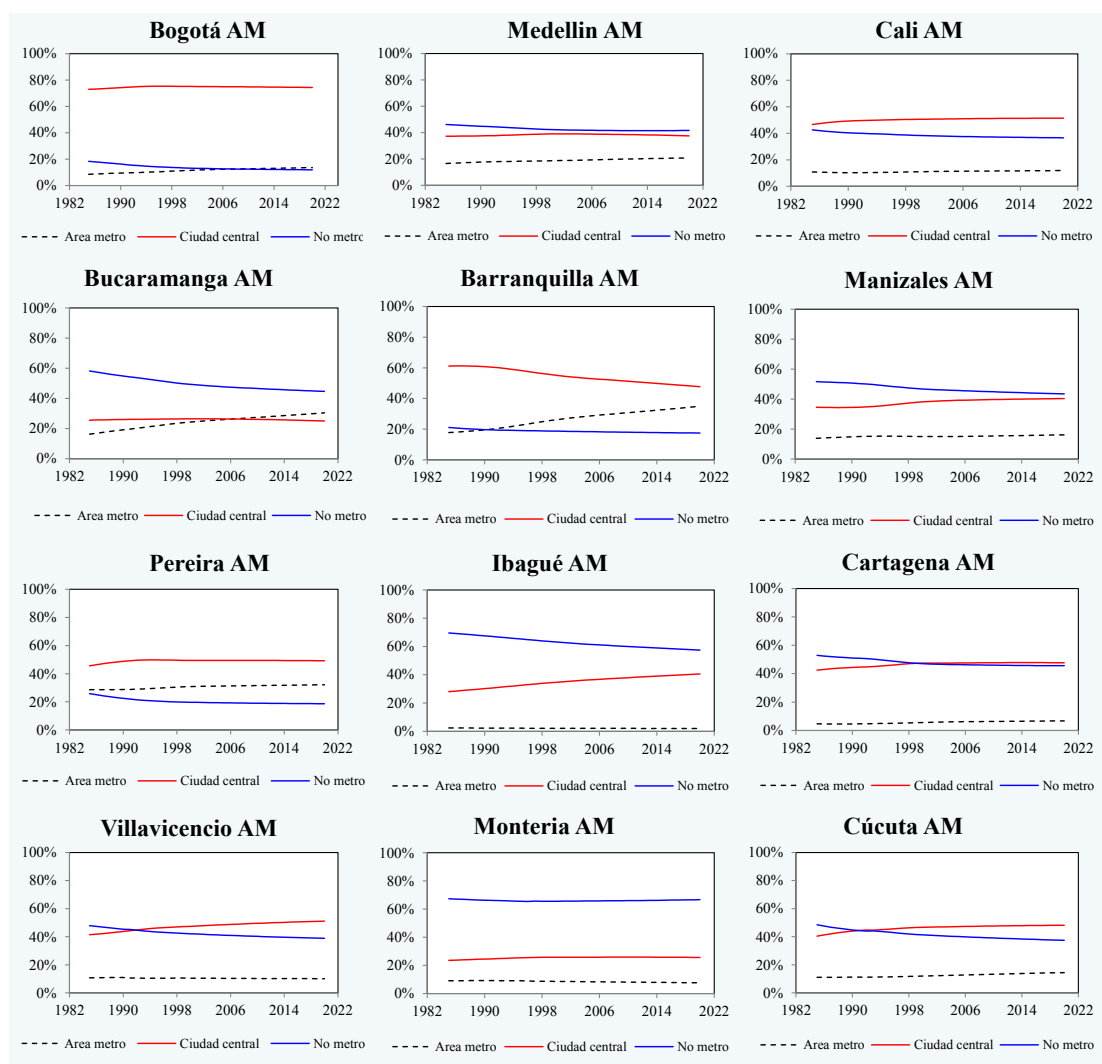 Bogotá AM
100%
80%
60%
40%
20%
0%
1982 1990 1998 2006 2014 2022
Area metro Ciudad central No metro
Medellin AM
100%
80%
60%
40%
20%
0%
1982 1990 1998 2006 2014 2022
Area metro Ciudad central No metro
Cali AM
100%
80%
60%
40%
20%
0%
1982 1990 1998 2006 2014 2022
Area metro Ciudad central No metro
Bucaramanga AM
100%
80%
60%
40%
20%
0%
1982 1990 1998 2006 2014 2022
Area metro Ciudad central No metro
Barranquilla AM
100%
80%
60%
40%
20%
0%
1982 1990 1998 2006 2014 2022
Area metro Ciudad central No metro
Manizales AM
100%
80%
60%
40%
20%
0%
1982 1990 1998 2006 2014 2022
Area metro Ciudad central No metro
Pereira AM
100%
80%
60%
40%
20%
0%
1982 1990 1998 2006 2014 2022
Area metro Ciudad central No metro
Ibagué AM
100%
80%
60%
40%
20%
0%
1982 1990 1998 2006 2014 2022
Area metro Ciudad central No metro
Cartagena AM
100%
80%
60%
40%
20%
0%
1982 1990 1998 2006 2014 2022
Area metro Ciudad central No metro
Villavicencio AM
100%
80%
60%
40%
20%
0%
1982 1990 1998 2006 2014 2022
Area metro Ciudad central No metro
Monteria AM
100%
80%
60%
40%
20%
0%
1982 1990 1998 2006 2014 2022
Area metro Ciudad central No metro
Cúcuta AM
100%
80%
60%
40%
20%
0%
1982 1990 1998 2006 2014 2022
Area metro Ciudad central No metro